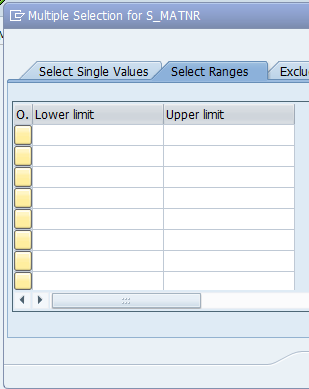 Multiple Selection for S_MATNR
Select Single Values Select Ranges Exclu
O. Lower limit Upper limit